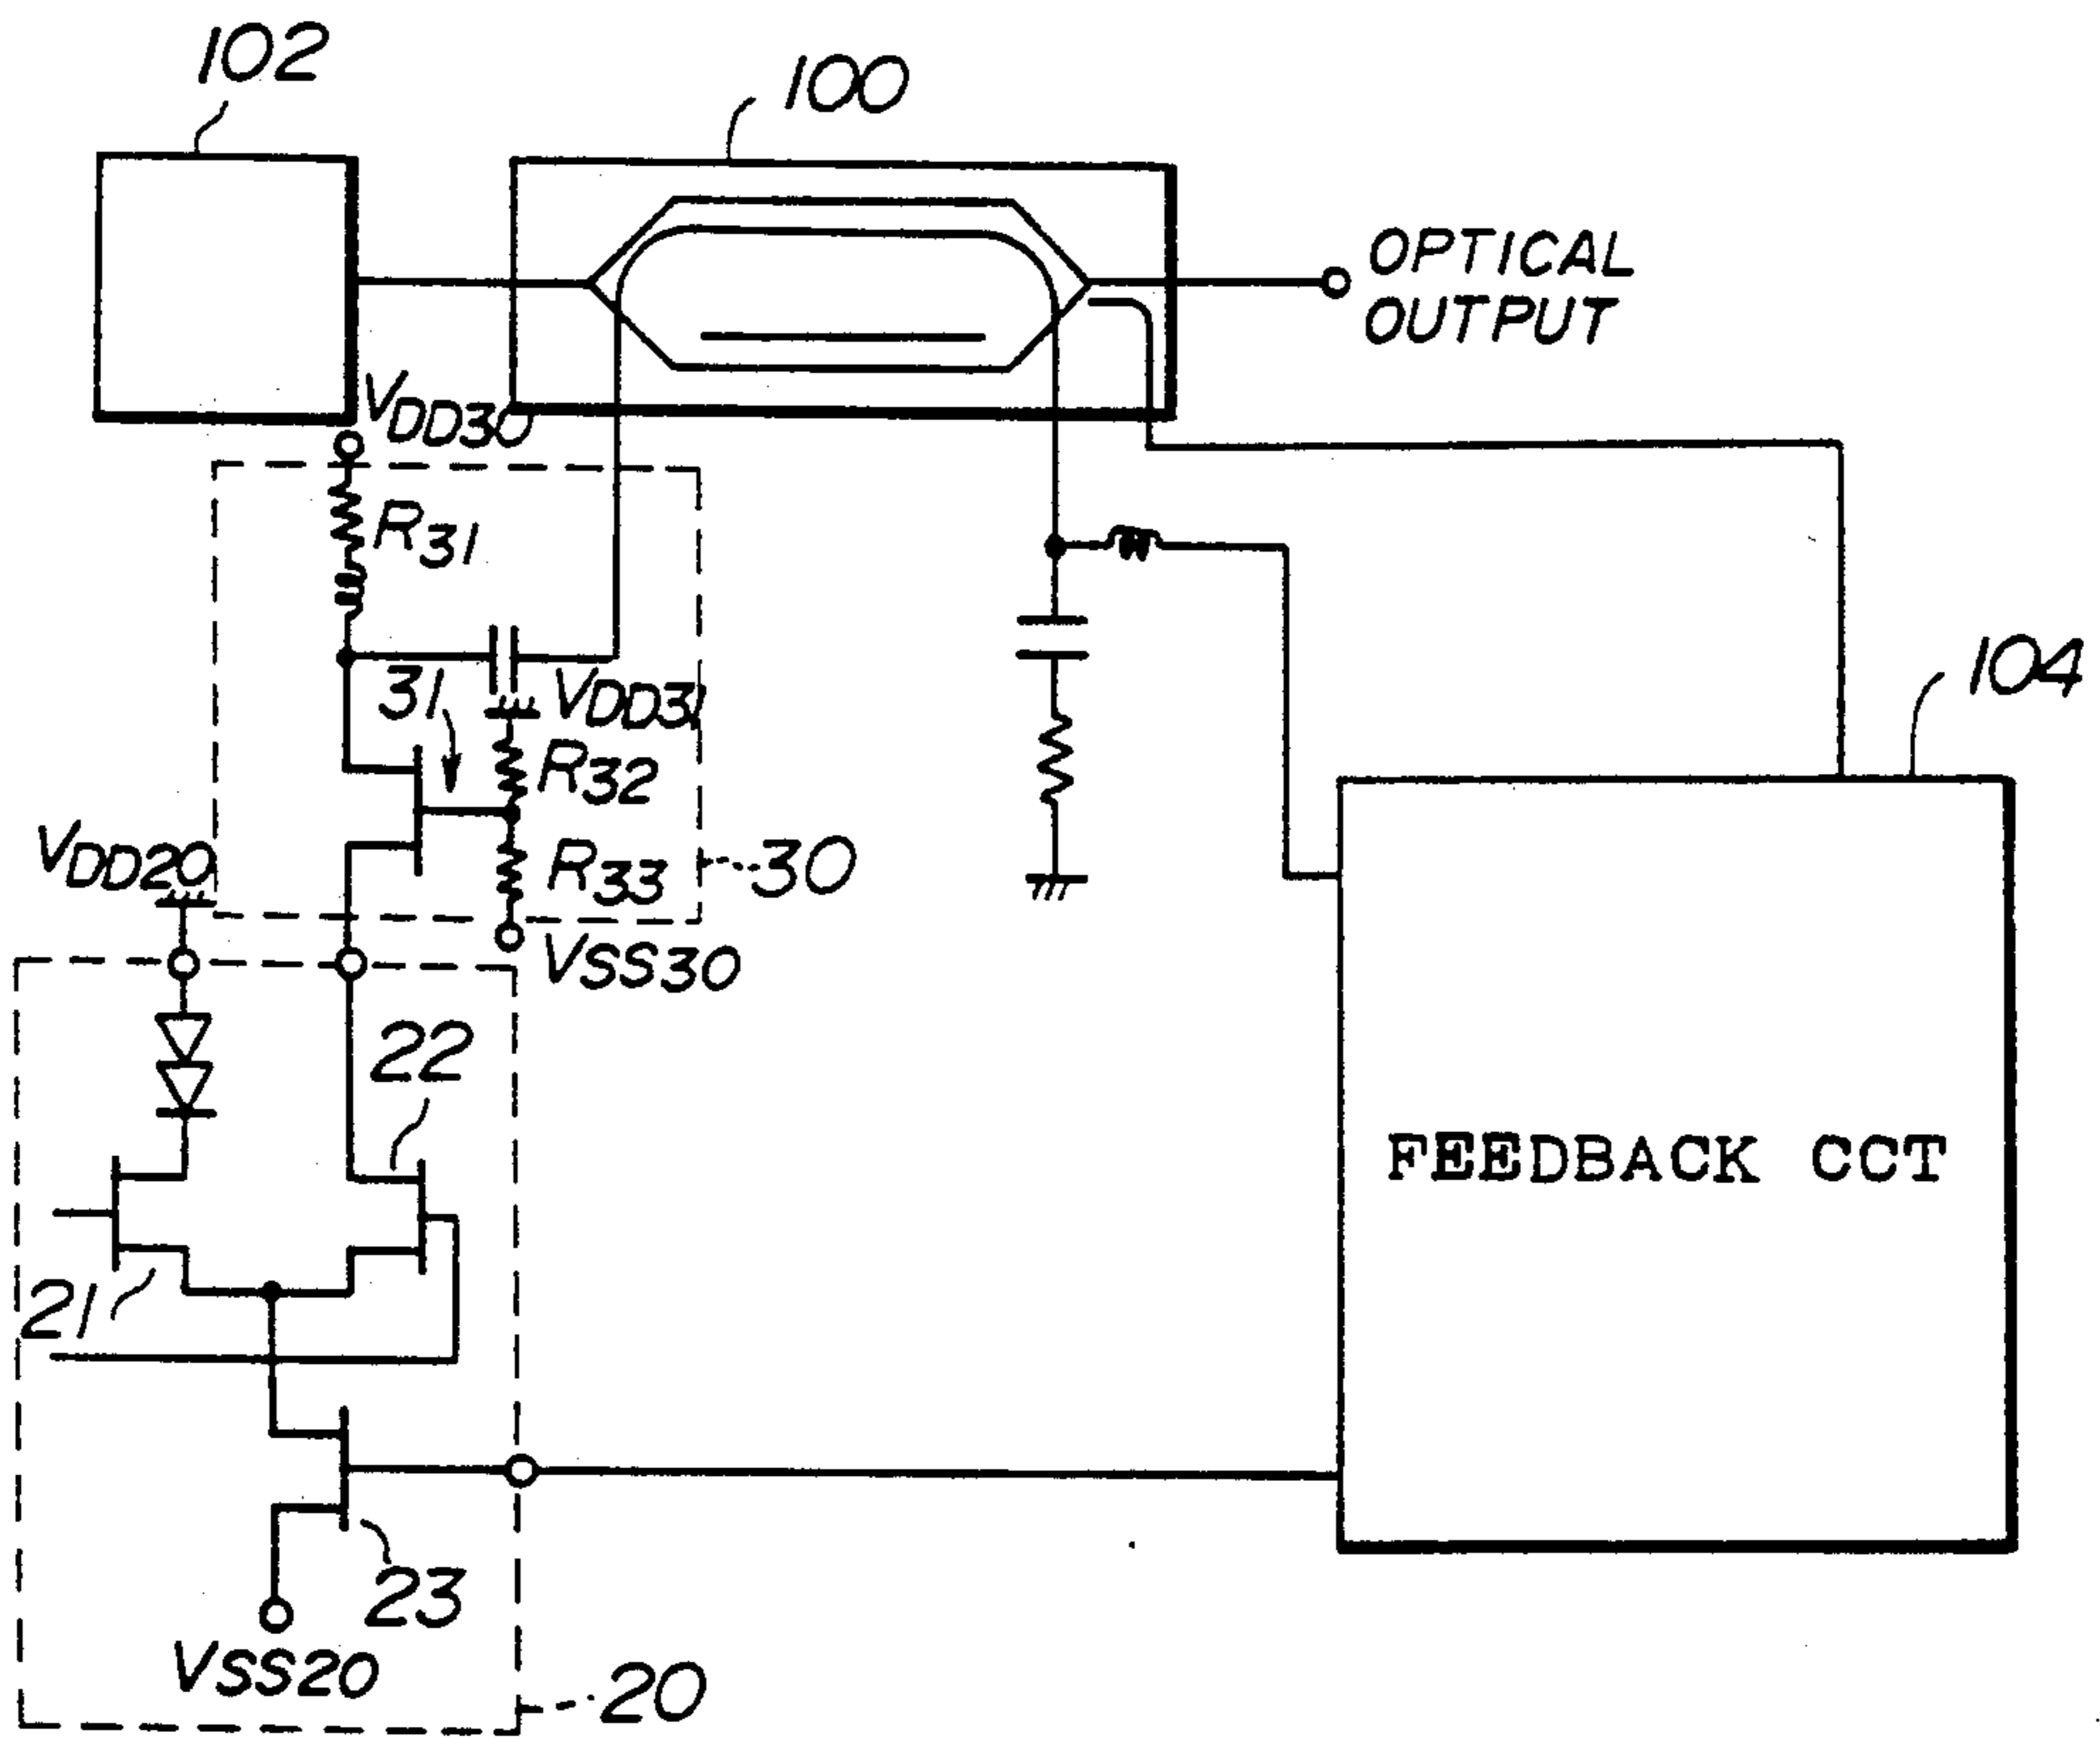 102
100
OPTICAL
OUTPUT
VDD30
R31
31
VDD31
R32
104
VDD20
R33
30
VSS30
22
FEEDBACK CCT
21
23
VSS20
20